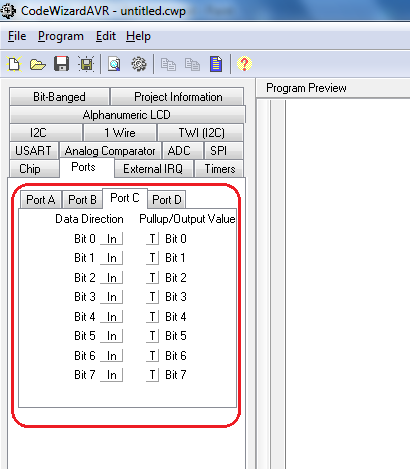 CodeWizardAVR - untitled.cwp
File Program Edit Help
Program Preview
Bit-Banged Project Information
Alphanumeric LCD
I2C 1 Wire TWI (I2C)
USART Analog Comparator ADC SPI
Chip Ports External IRQ Timers
Port A Port B Port C Port D
Data Direction Pullup/Output Value
Bit 0 In T Bit 0
Bit 1 In T Bit 1
Bit 2 In T Bit 2
Bit 3 In T Bit 3
Bit 4 In T Bit 4
Bit 5 In T Bit 5
Bit 6 In T Bit 6
Bit 7 In T Bit 7